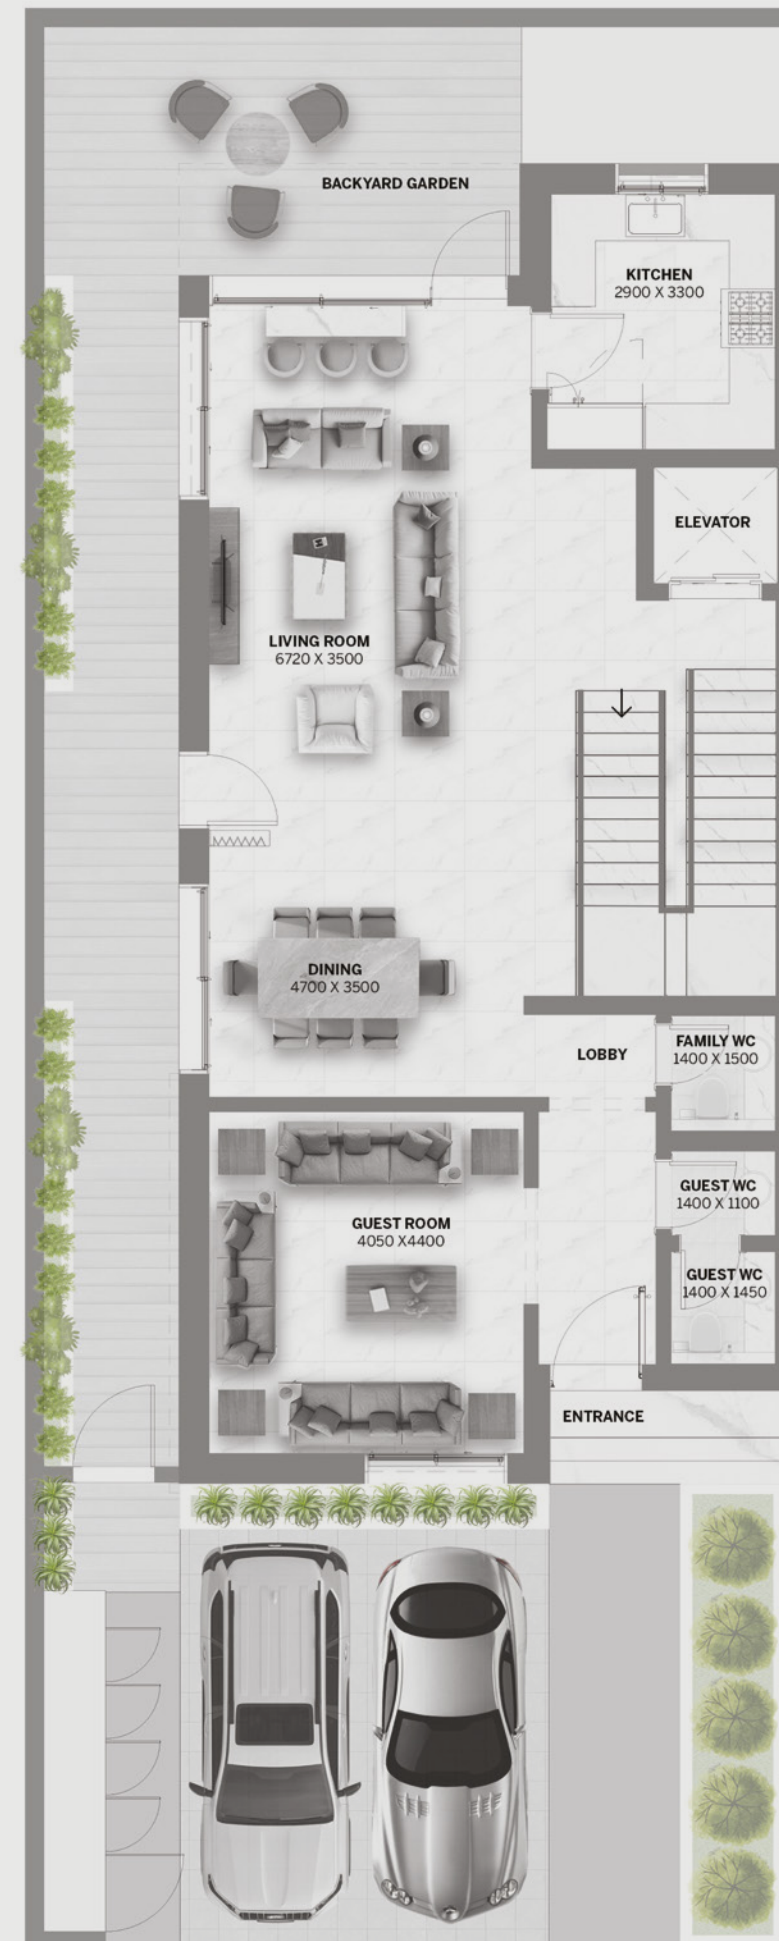 BACKYARD GARDEN
KITCHEN
2900 X 3300
ELEVATOR
LIVING ROOM
6720 X 3500
DINING
4700 X 3500
LOBBY
FAMILY WC
1400 X 1500
GUEST WC
1400 X 1100
GUEST ROOM
4050 X4400
GUEST WC
1400 X 1450
ENTRANCE